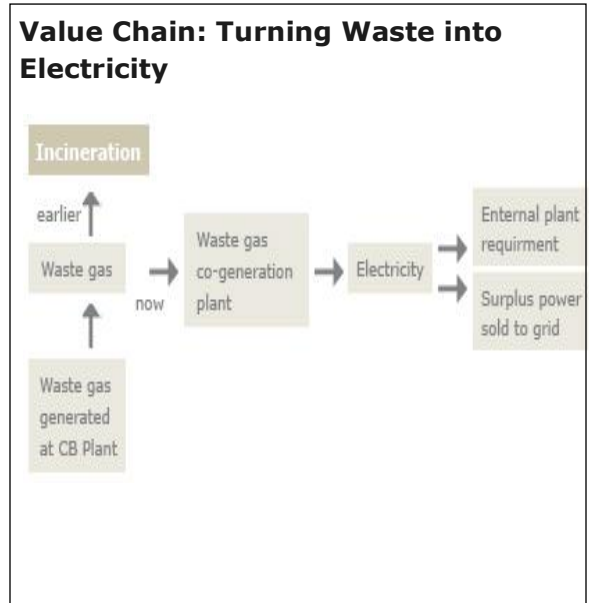 Value Chain: Turning Waste into
Electricity
Incineration
earlier
Waste gas
now
Waste gas
generated
at CB Plant
Waste gas
co-generation
plant
Electricity
Enternal plant
requirment
Surplus power
sold to grid